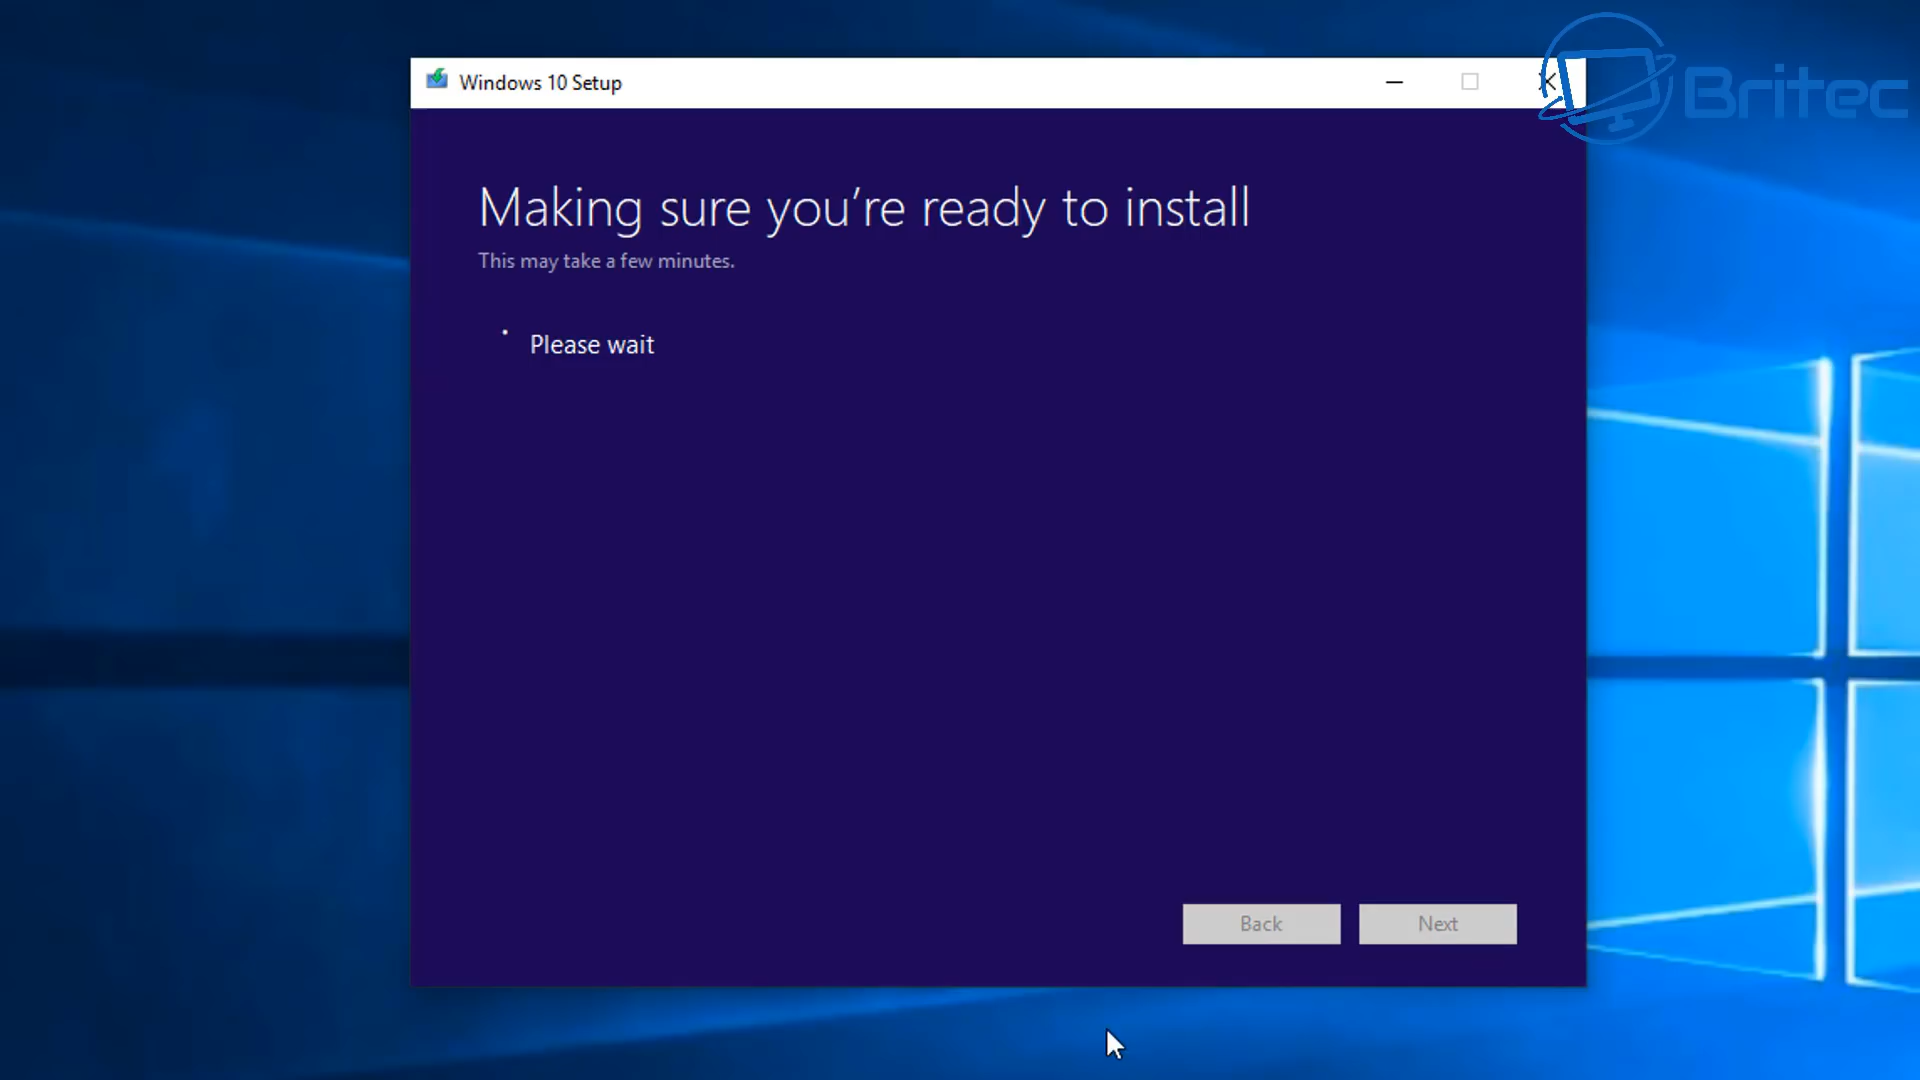 Windows 10 Setup
Britec
Making sure you’re ready to install
This may take a few minutes.
Please wait
Back
Next